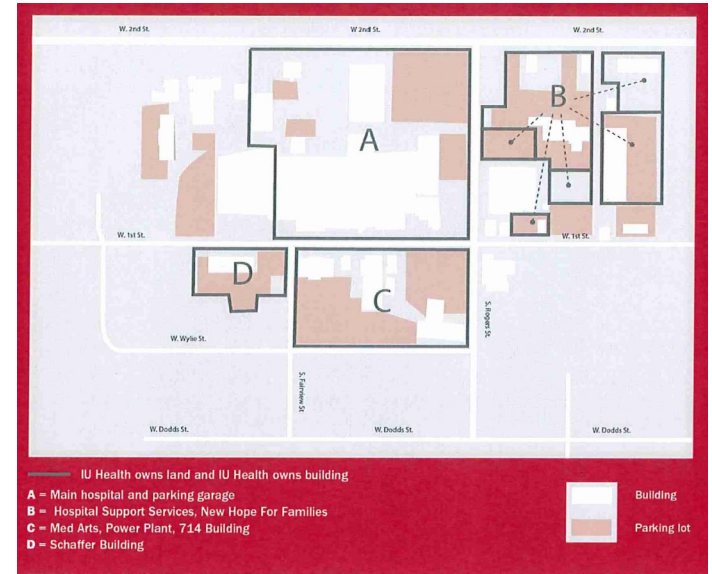 W. 2nd St.
W 2nd St.
W. 2nd St.
A
B
W. 1st St.
W. 1st St.
D
C
S. Rogers St.
W. Wylie St.
S. Fairview St
W. Dodds St.
W. Dodds St.
W. Dodds St.
IU Health owns land and IU Health owns building
A = Main hospital and parking garage
B = Hospital Support Services, New Hope For Families
C = Med Arts, Power Plant, 714 Building
D = Schaffer Building
Building
Parking lot